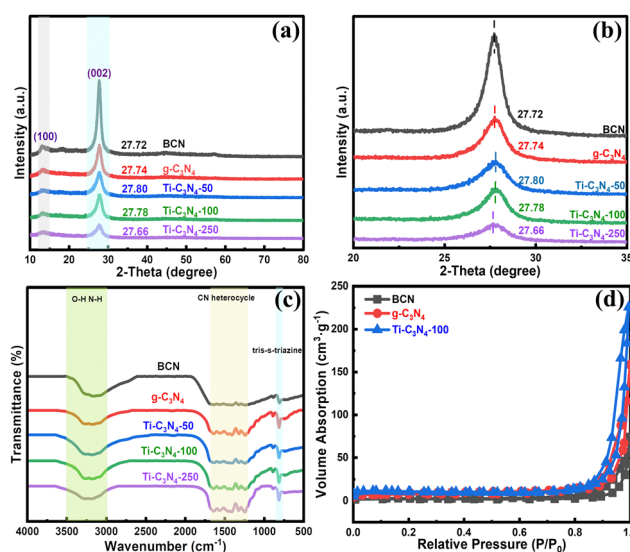 (a)
(002)
(100)
27.72 BCN
27.74 g-C₃N₄
27.80 Ti-C₃N₄-50
27.78 Ti-C₃N₄-100
27.66 Ti-C₃N₄-250
Intensity (a.u.)
10 20 30 40 50 60 70 80
2-Theta (degree)
(b)
27.72
BCN
27.74
g-C₃N₄
27.80
Ti-C₃N₄-50
27.78
Ti-C₃N₄-100
27.66
Ti-C₃N₄-250
Intensity (a.u.)
20 25 30 35
2-Theta (degree)
(c)
O-H N-H
CN heterocycle
tris-s-triazine
BCN
g-C₃N₄
Ti-C₃N₄-50
Ti-C₃N₄-100
Ti-C₃N₄-250
Transmittance (%)
4000 3500 3000 2500 2000 1500 1000 500
Wavenumber (cm⁻¹)
(d)
BCN
g-C₃N₄
Ti-C₃N₄-100
Volume Absorption (cm³·g⁻¹)
250
200
150
100
50
0
0.0 0.2 0.4 0.6 0.8 1.0
Relative Pressure (P/P₀)